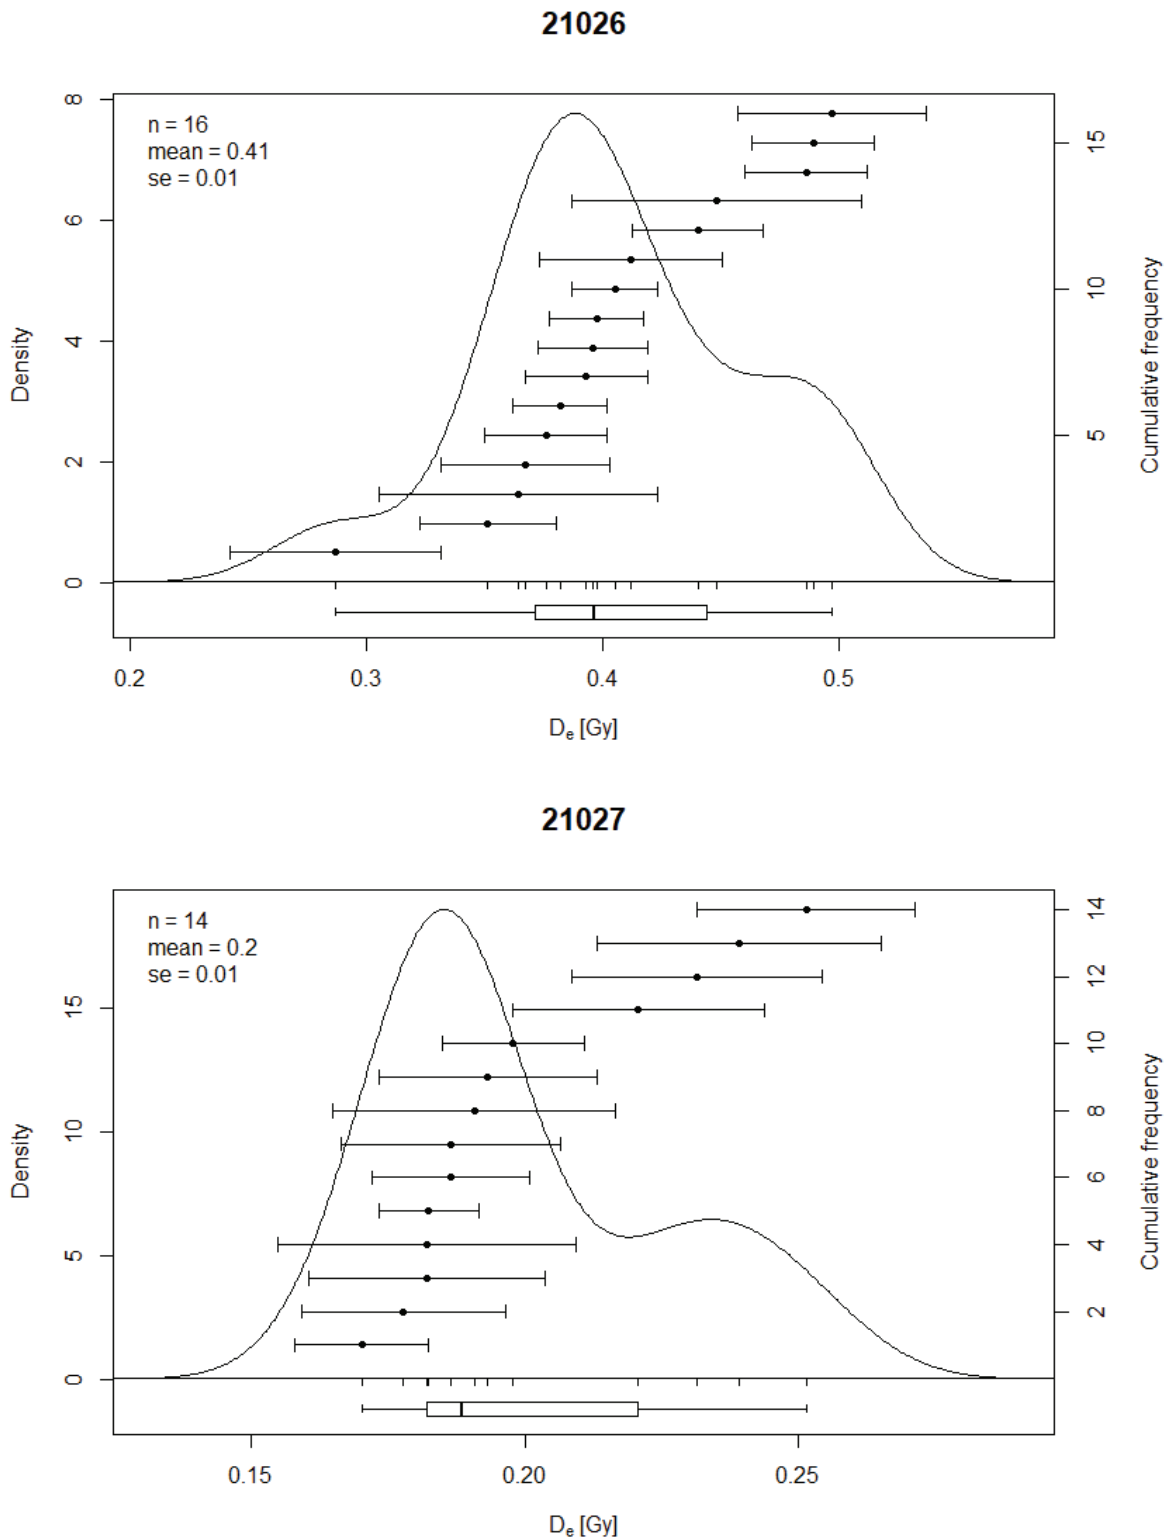 21026
n = 16
mean = 0.41
se = 0.01
8
6
4
2
0
Density
15
10
5
Cumulative frequency
0.2 0.3 0.4 0.5
De [Gy]
21027
n = 14
mean = 0.2
se = 0.01
15
10
5
0
Density
14
12
10
8
6
4
2
Cumulative frequency
0.15 0.20 0.25
De [Gy]